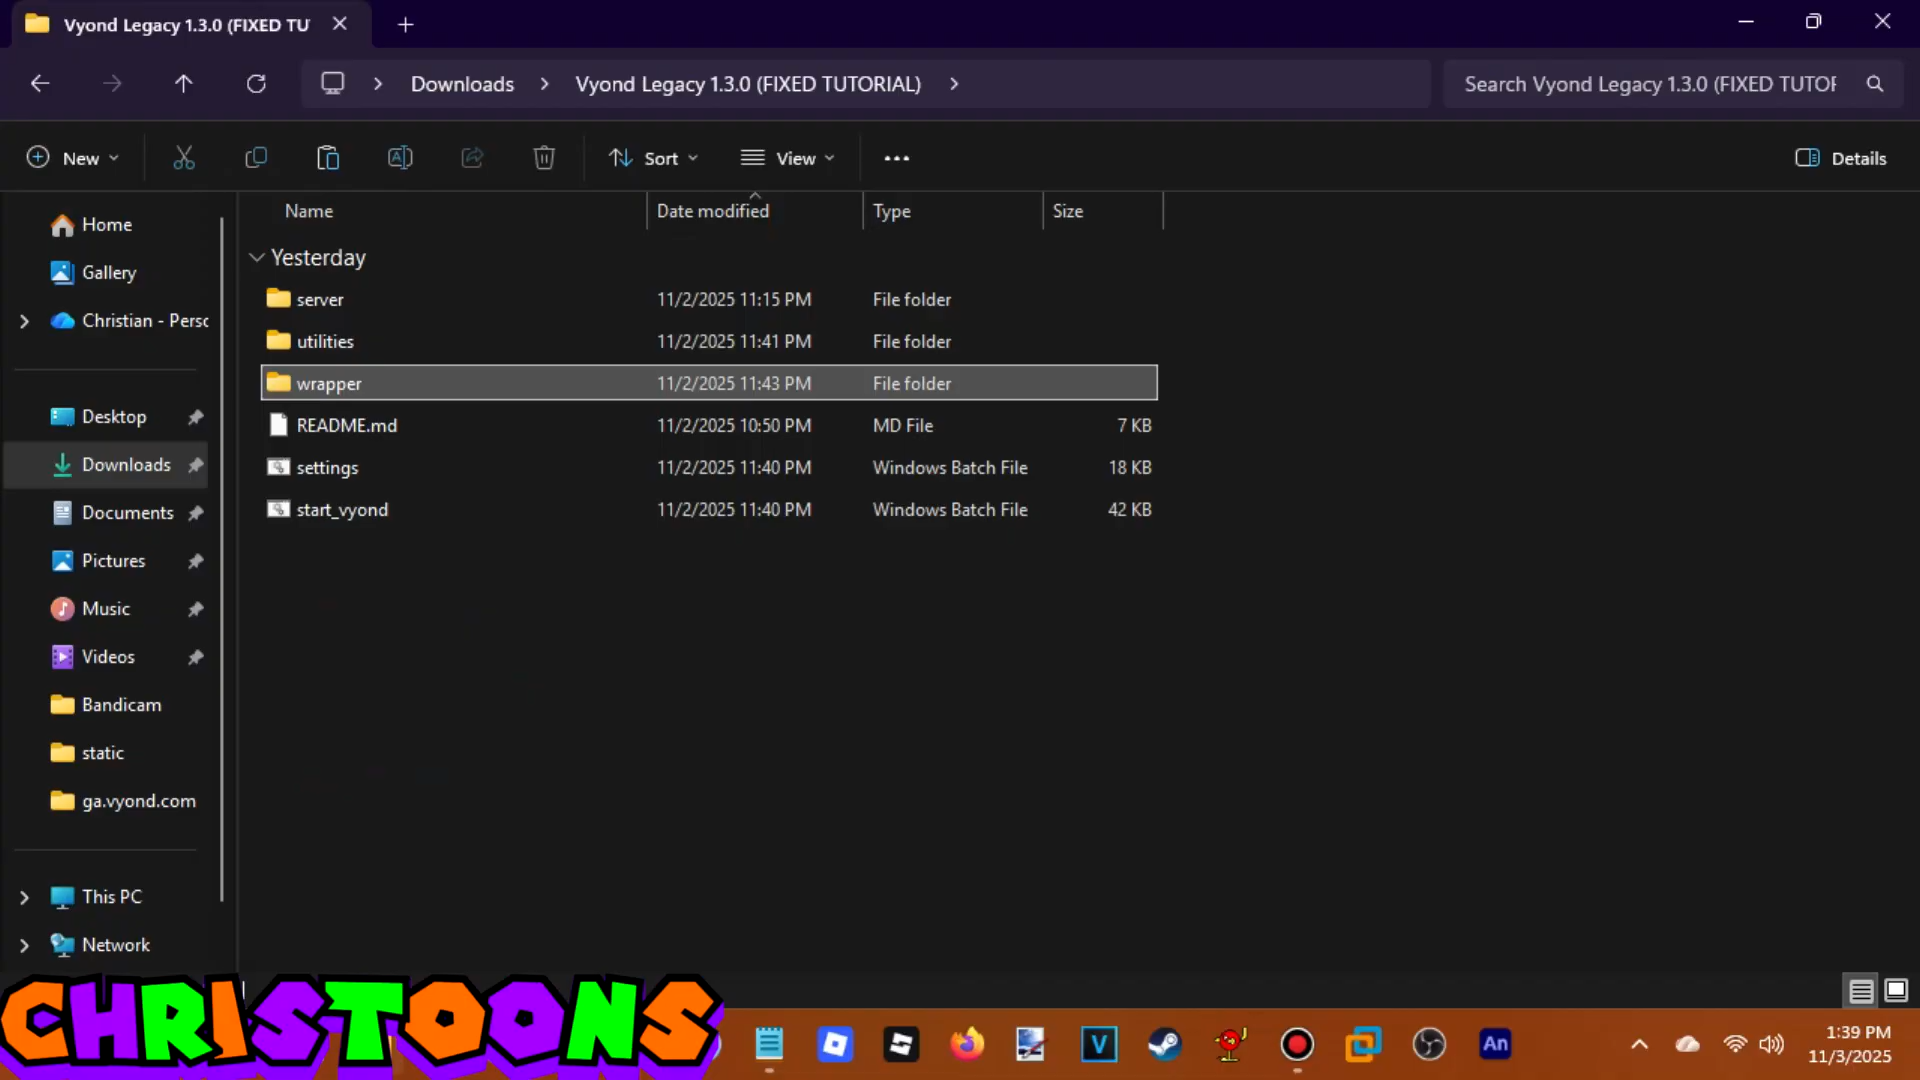 Vyond Legacy 1.3.0 (FIXED TU
Downloads
Vyond Legacy 1.3.0 (FIXED TUTORIAL)
Search Vyond Legacy 1.3.0 (FIXED TUTOR
New
Sort
View
Details
Home
Gallery
Christian - Perso
Desktop
Downloads
Documents
Pictures
Music
Videos
Bandicam
static
ga.vyond.com
This PC
Network
Name Date modified Type Size
Yesterday
server 11/2/2025 11:15 PM File folder
utilities 11/2/2025 11:41 PM File folder
wrapper 11/2/2025 11:43 PM File folder
README.md 11/2/2025 10:50 PM MD File 7 KB
settings 11/2/2025 11:40 PM Windows Batch File 18 KB
start_vyond 11/2/2025 11:40 PM Windows Batch File 42 KB
CHRISTOONS
V
An
1:39 PM
11/3/2025